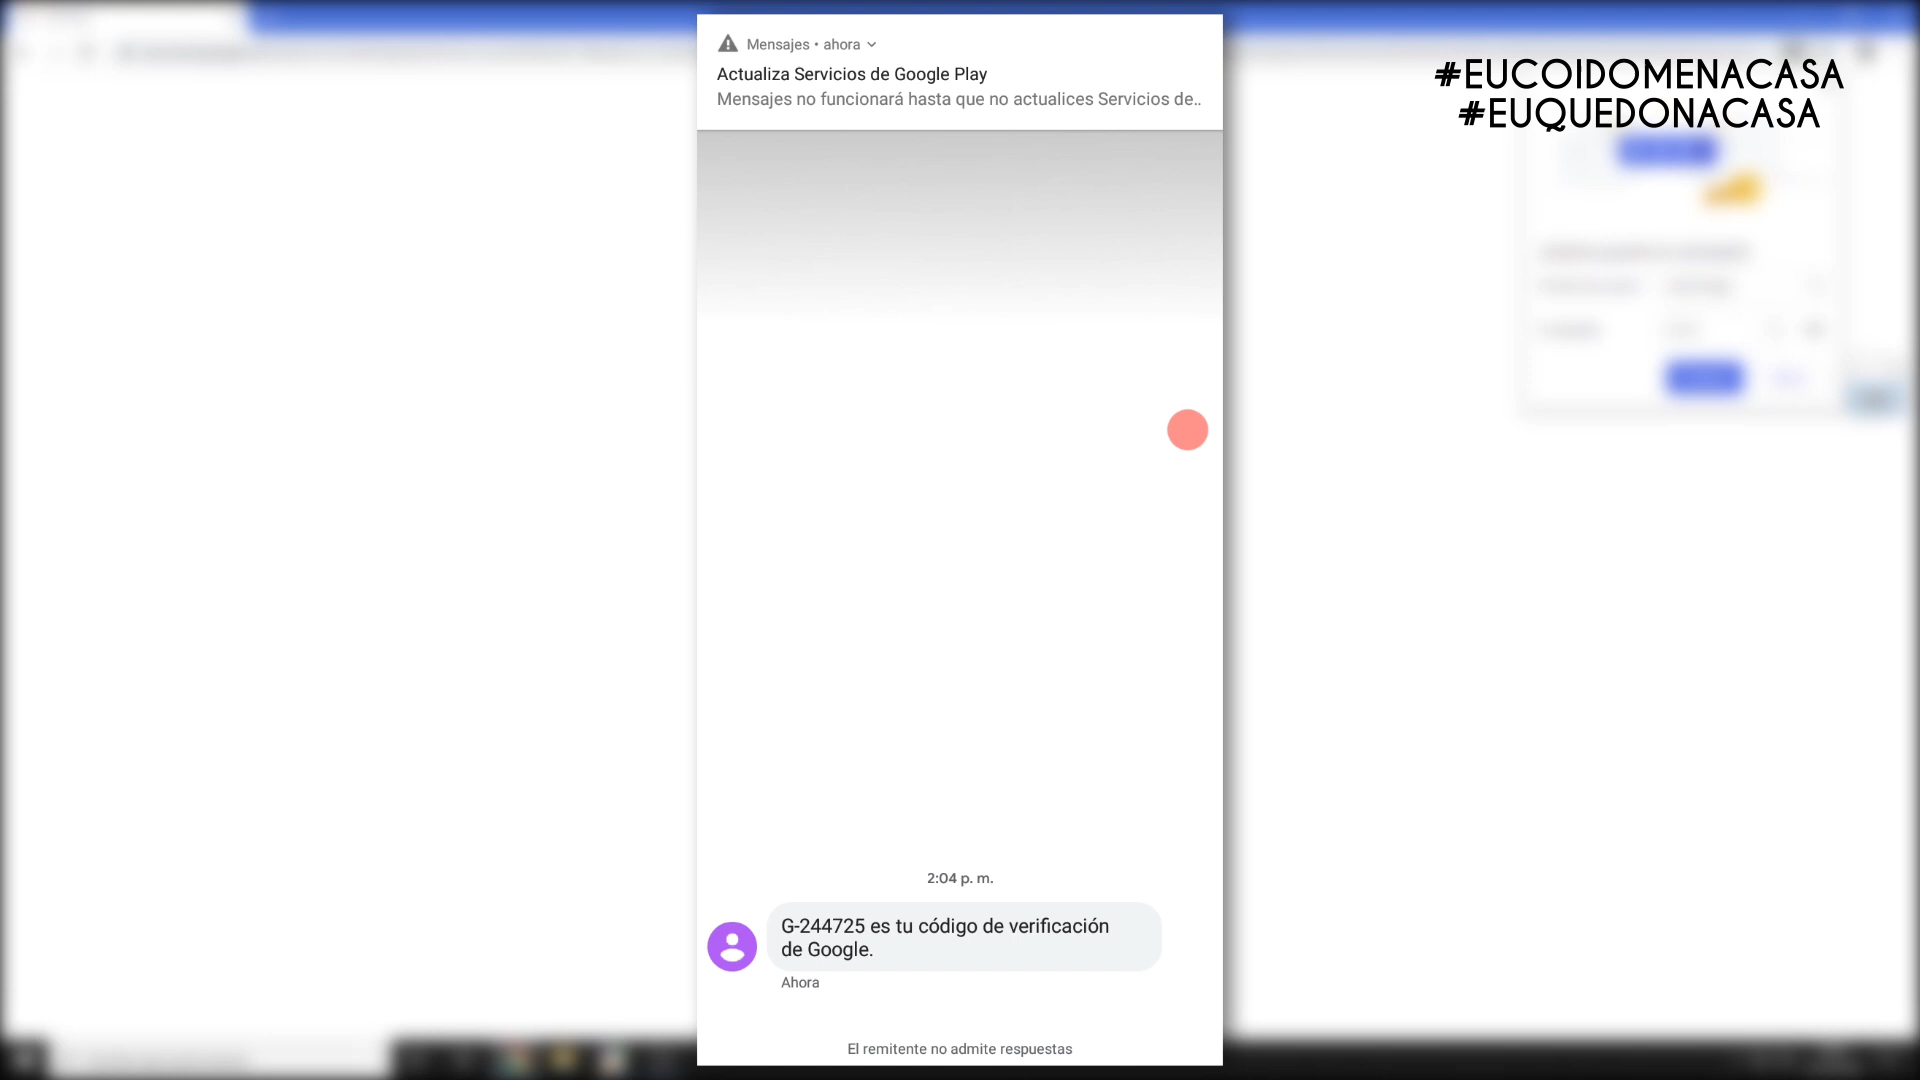 Mensajes • ahora
Actualiza Servicios de Google Play
Mensajes no funcionará hasta que no actualices Servicios de..
#EUCOIDOMENACASA
#EUQUEDONACASA
2:04 p. m.
G-244725 es tu código de verificación
de Google.
Ahora
El remitente no admite respuestas